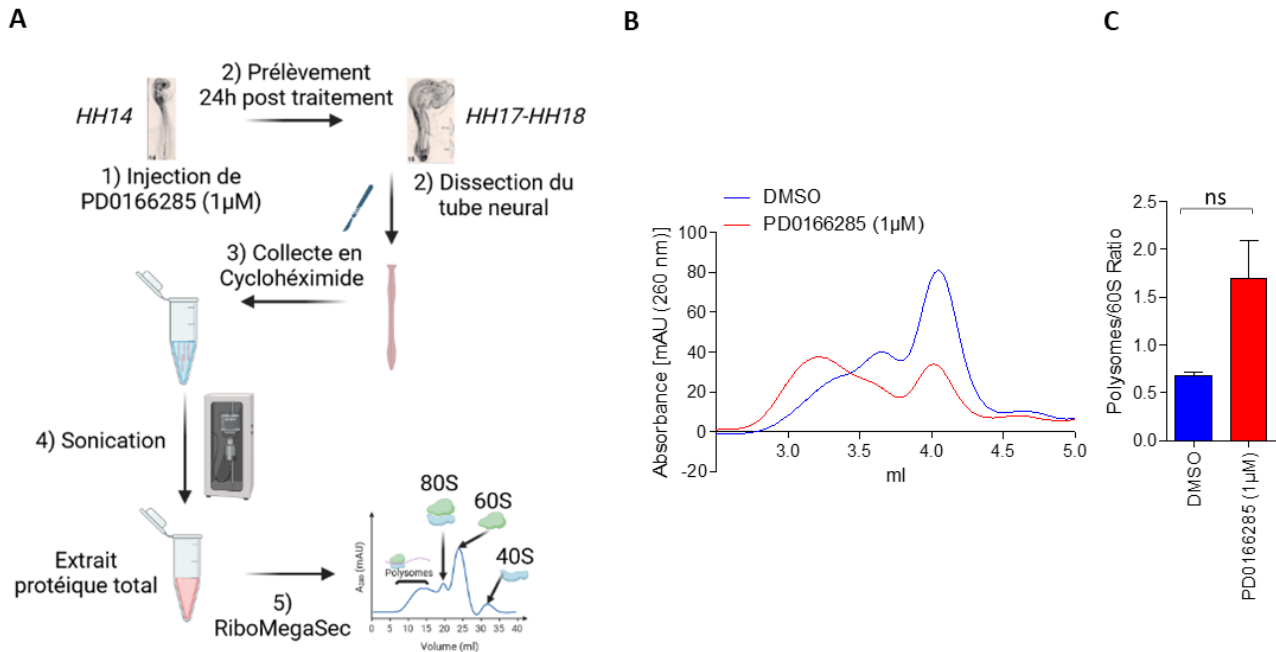 A
2) Prélèvement
24h post traitement
HH14
HH17-HH18
1) Injection de
PD0166285 (1µM)
2) Dissection du
tube neural
3) Collecte en
Cyclohéximide
4) Sonication
Extrait
protéique total
5)
RiboMegaSec
80S
60S
40S
Polysomes
A260 (mAU)
0 5 10 15 20 25 30 35 40
Volume (ml)
B
DMSO
PD0166285 (1µM)
Absorbance [mAU (260 nm)]
100
80
60
40
20
0
-20
3.0 3.5 4.0 4.5 5.0
ml
C
ns
Polysomes/60S Ratio
2.5
2.0
1.5
1.0
0.5
0.0
DMSO
PD0166285 (1µM)